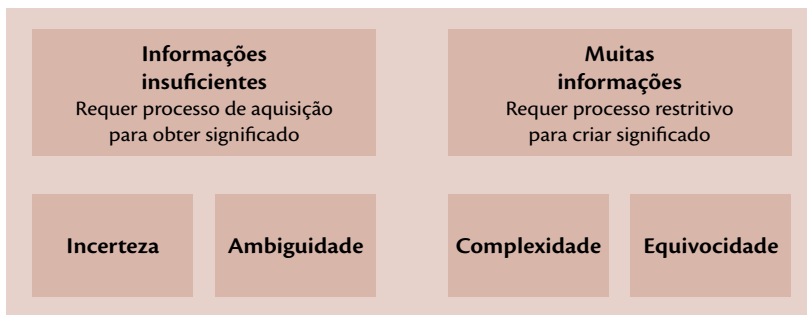 Informações
insuficientes
Requer processo de aquisição
para obter significado
Muitas
informações
Requer processo restritivo
para criar significado
Incerteza
Ambiguidade
Complexidade
Equivocidade